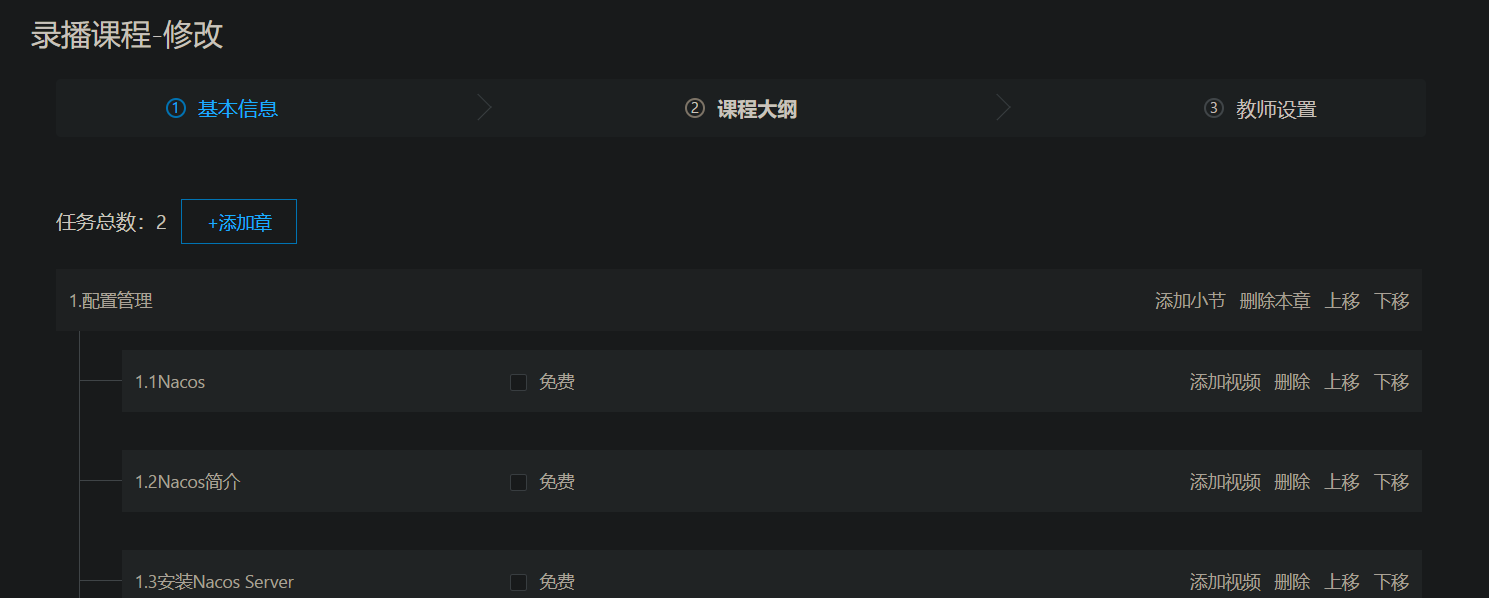 录播课程-修改
1 基本信息 2 课程大纲 3 教师设置
任务总数：2 +添加章
1.配置管理 添加小节 删除本章 上移 下移
1.1Nacos 免费 添加视频 删除 上移 下移
1.2Nacos简介 免费 添加视频 删除 上移 下移
1.3安装Nacos Server 免费 添加视频 删除 上移 下移